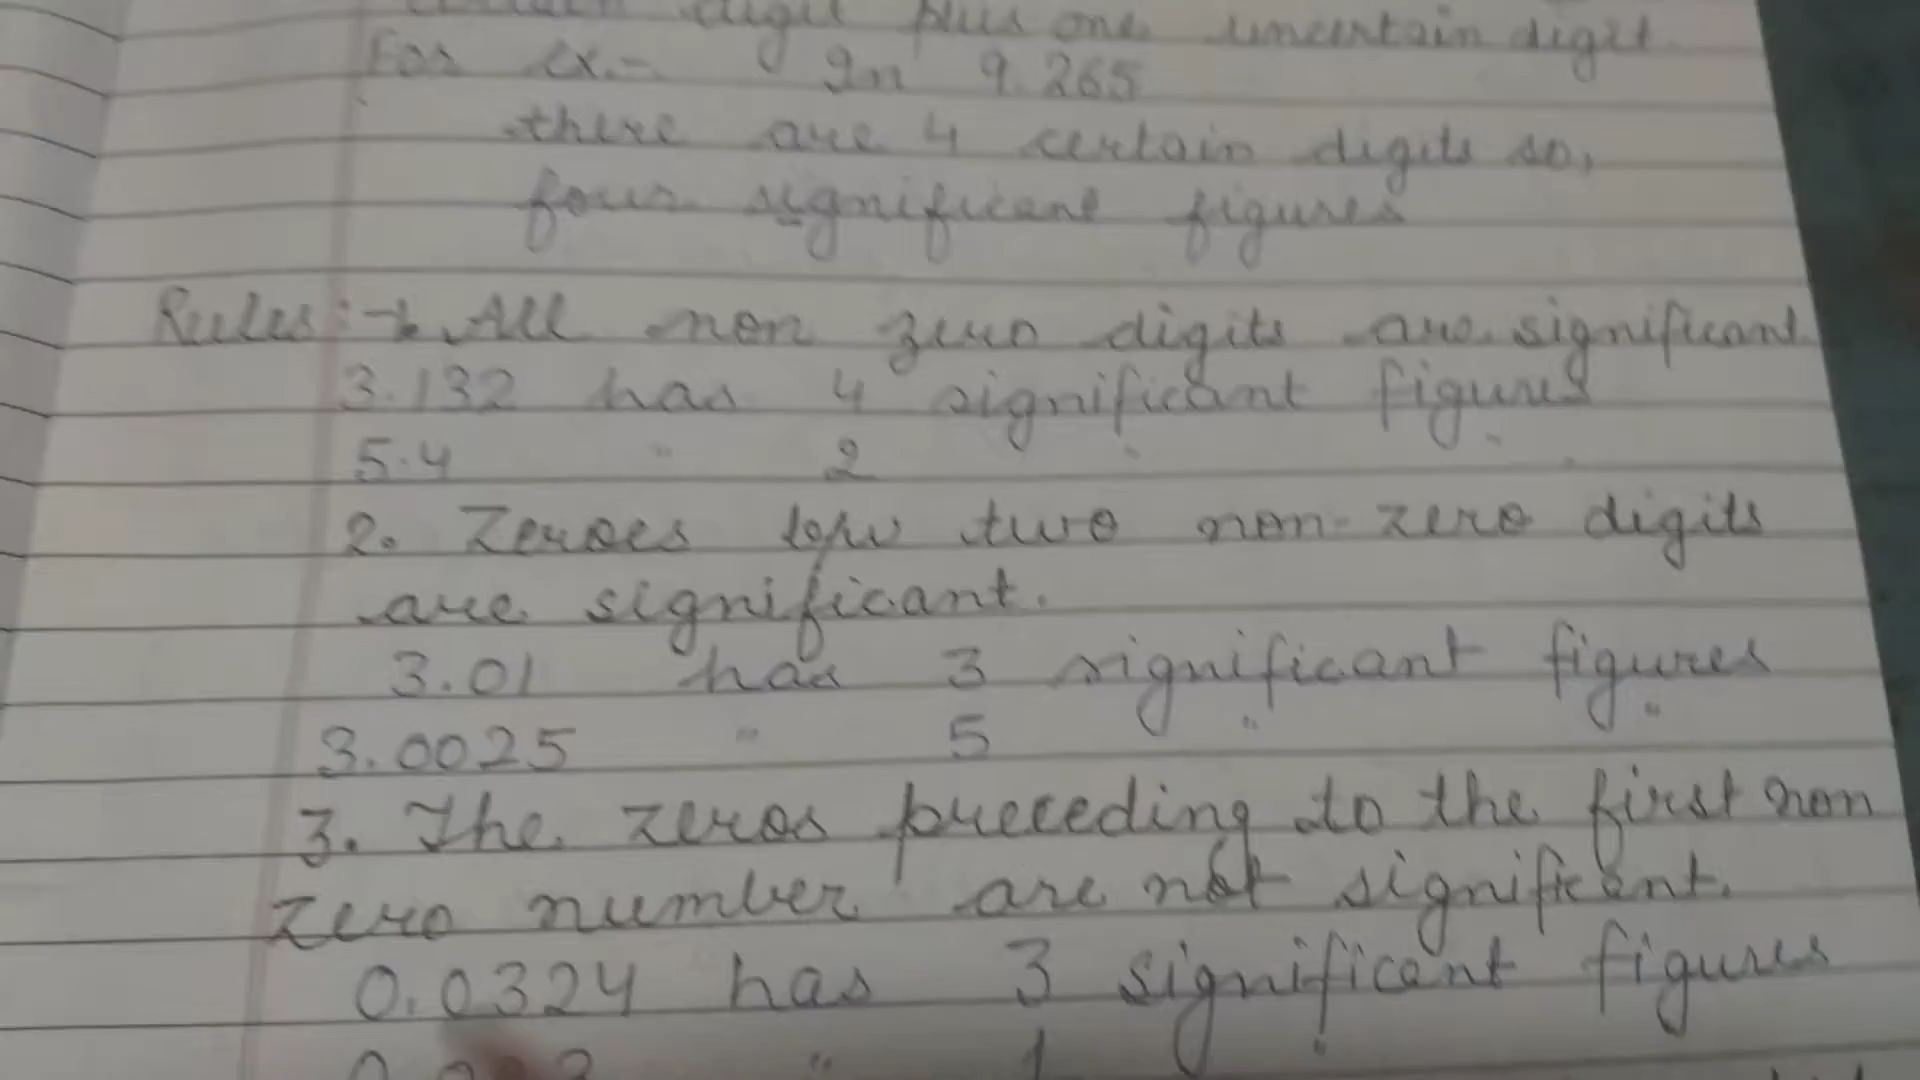 digit plus one uncertain digit
For ex.- In 9.265
there are 4 certain digits so,
four significant figures
Rules:→ All non zero digits are significant
3.132 has 4 significant figures
5.4 " 2 "
2. Zeroes b/w two non-zero digits
are significant.
3.01 has 3 significant figures
3.0025 " 5 " "
3. The zeros preceding to the first non
zero number are not significant.
0.0324 has 3 significant figures
" 1 "